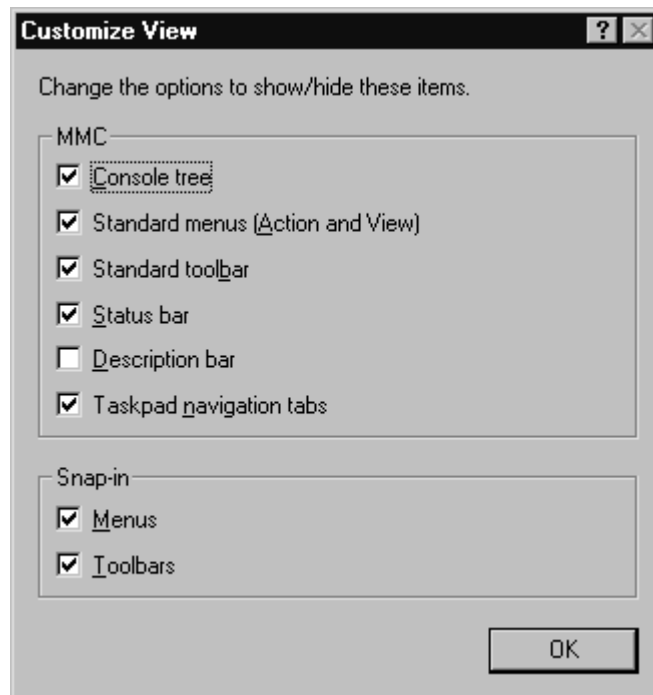 Customize View
Change the options to show/hide these items.
MMC
Console tree
Standard menus (Action and View)
Standard toolbar
Status bar
Description bar
Taskpad navigation tabs
Snap-in
Menus
Toolbars
OK